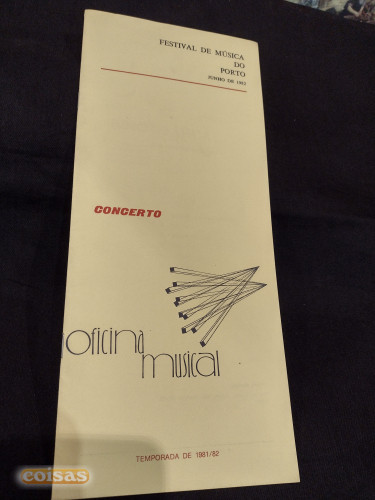 FESTIVAL DE MÚSICA
DO
PORTO
JUNHO DE 1982
CONCERTO
oficina
musical
TEMPORADA DE 1981/82
coisas